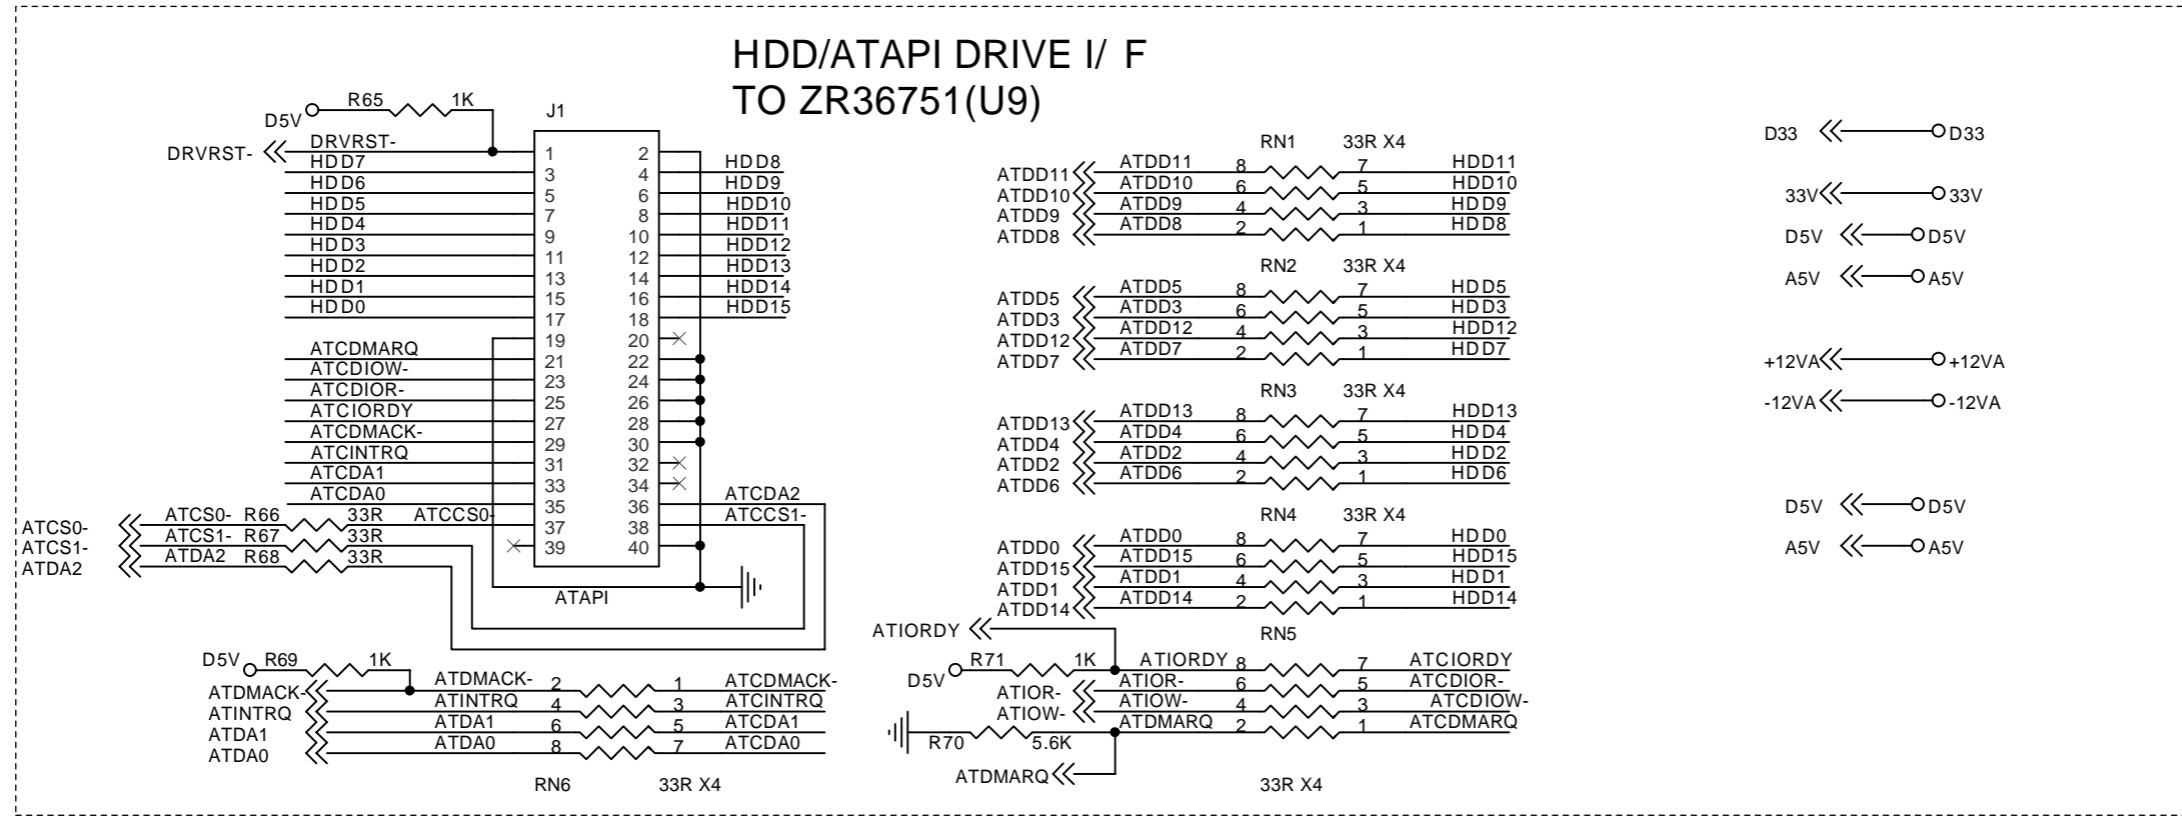 HDD/ATAPI DRIVE I/ F
TO ZR36751(U9)
R65 1K
D5V
J1
DRVRST- DRVRST- 1 2
HDD7 3 4 HDD8
HDD6 5 6 HDD9
HDD5 7 8 HDD10
HDD4 9 10 HDD11
HDD3 11 12 HDD12
HDD2 13 14 HDD13
HDD1 15 16 HDD14
HDD0 17 18 HDD15
19 20
ATCDMARQ 21 22
ATCDIOW- 23 24
ATCDIOR- 25 26
ATCIORDY 27 28
ATCDMACK- 29 30
ATCINTRQ 31 32
ATCDA1 33 34
ATCDA0 35 36 ATCDA2
ATCS0- ATCS0- R66 33R ATCCS0- 37 38 ATCCS1-
ATCS1- ATCS1- R67 33R 39 40
ATDA2 ATDA2 R68 33R
ATAPI
D5V R69 1K
ATDMACK- ATDMACK- 2 1 ATCDMACK-
ATINTRQ ATINTRQ 4 3 ATCINTRQ
ATDA1 ATDA1 6 5 ATCDA1
ATDA0 ATDA0 8 7 ATCDA0
RN6 33R X4
RN1 33R X4
ATDD11 ATDD11 8 7 HDD11
ATDD10 ATDD10 6 5 HDD10
ATDD9 ATDD9 4 3 HDD9
ATDD8 ATDD8 2 1 HDD8
RN2 33R X4
ATDD5 ATDD5 8 7 HDD5
ATDD3 ATDD3 6 5 HDD3
ATDD12 ATDD12 4 3 HDD12
ATDD7 ATDD7 2 1 HDD7
RN3 33R X4
ATDD13 ATDD13 8 7 HDD13
ATDD4 ATDD4 6 5 HDD4
ATDD2 ATDD2 4 3 HDD2
ATDD6 ATDD6 2 1 HDD6
RN4 33R X4
ATDD0 ATDD0 8 7 HDD0
ATDD15 ATDD15 6 5 HDD15
ATDD1 ATDD1 4 3 HDD1
ATDD14 ATDD14 2 1 HDD14
ATIORDY
RN5
D5V R71 1K ATIORDY 8 7 ATCIORDY
ATIOR- ATIOR- 6 5 ATCDIOR-
ATIOW- ATIOW- 4 3 ATCDIOW-
R70 5.6K ATDMARQ 2 1 ATCDMARQ
ATDMARQ
33R X4
D33 D33
33V 33V
D5V D5V
A5V A5V
+12VA +12VA
-12VA -12VA
D5V D5V
A5V A5V